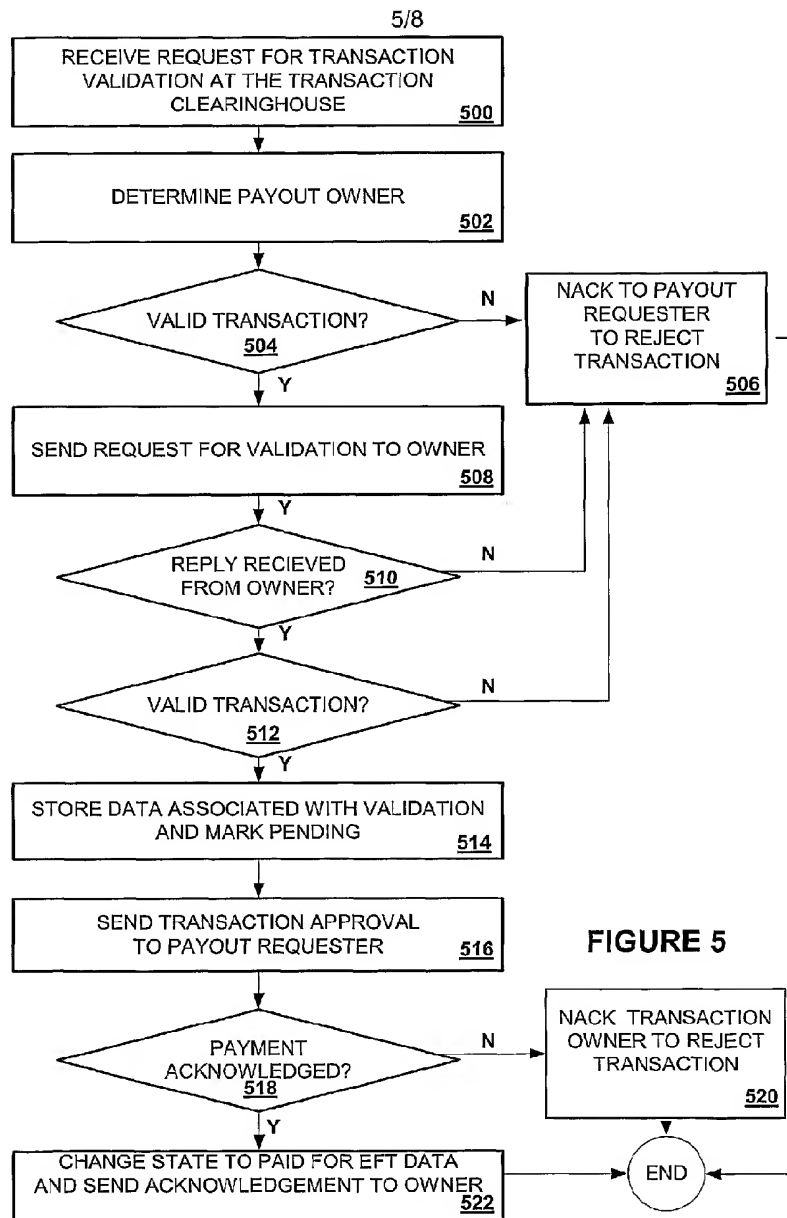 5/8
RECEIVE REQUEST FOR TRANSACTION
VALIDATION AT THE TRANSACTION
CLEARINGHOUSE
500
DETERMINE PAYOUT OWNER
502
VALID TRANSACTION?
504
N
Y
NACK TO PAYOUT
REQUESTER
TO REJECT
TRANSACTION
506
SEND REQUEST FOR VALIDATION TO OWNER
508
Y
REPLY RECIEVED
FROM OWNER?
510
N
Y
VALID TRANSACTION?
512
N
Y
STORE DATA ASSOCIATED WITH VALIDATION
AND MARK PENDING
514
SEND TRANSACTION APPROVAL
TO PAYOUT REQUESTER
516
FIGURE 5
PAYMENT
ACKNOWLEDGED?
518
N
Y
NACK TRANSACTION
OWNER TO REJECT
TRANSACTION
520
CHANGE STATE TO PAID FOR EFT DATA
AND SEND ACKNOWLEDGEMENT TO OWNER
522
END